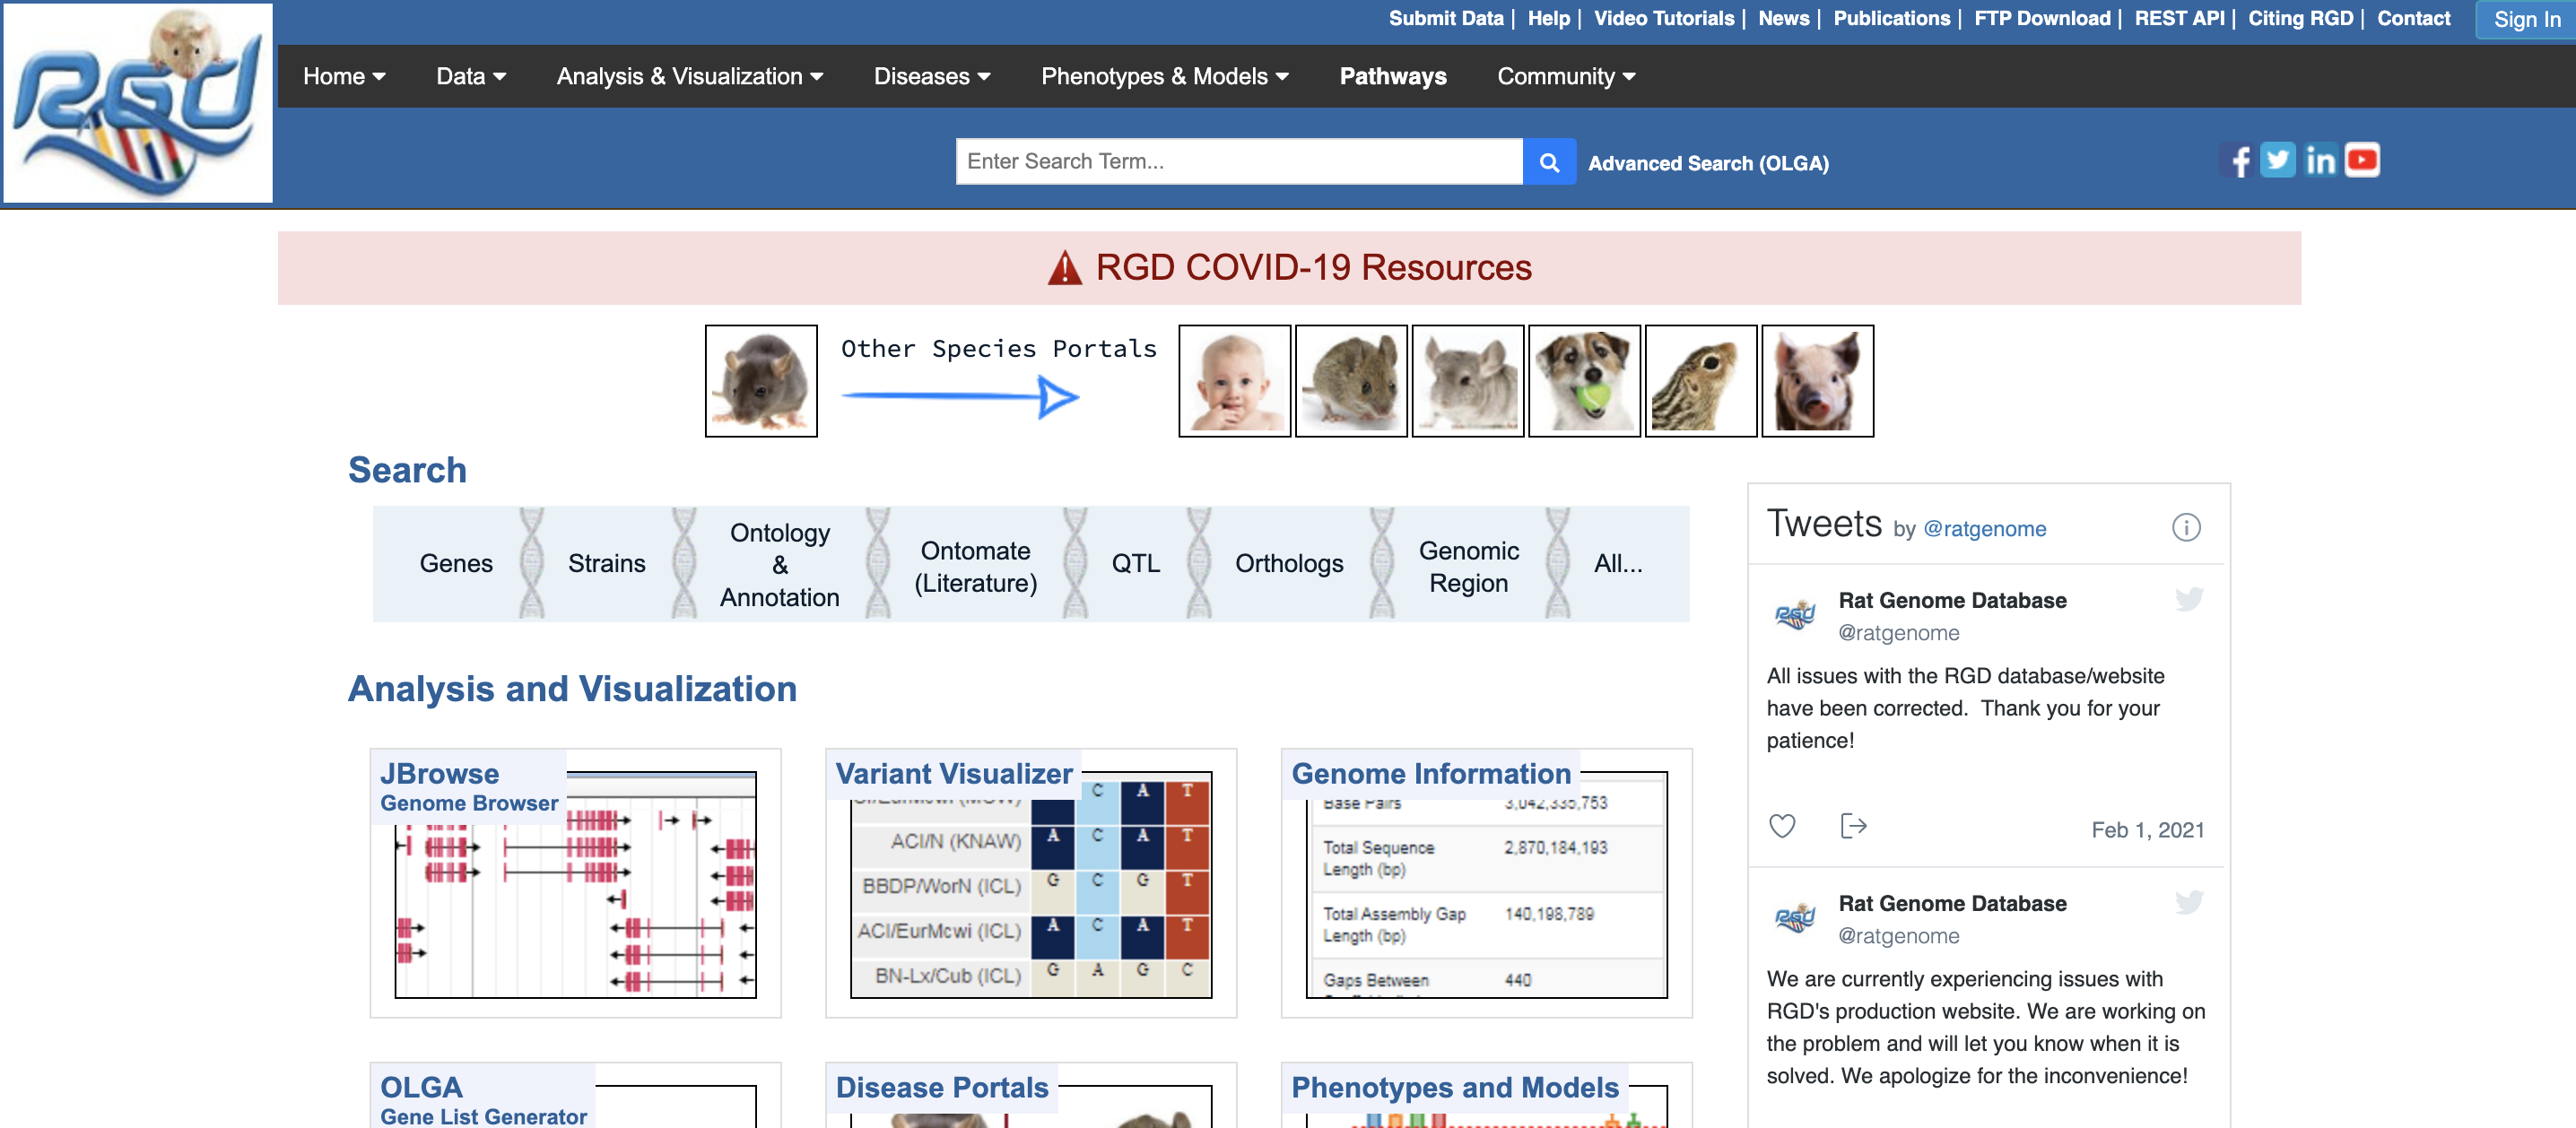 RGD
Submit Data | Help | Video Tutorials | News | Publications | FTP Download | REST API | Citing RGD | Contact
Sign In
Home
Data
Analysis & Visualization
Diseases
Phenotypes & Models
Pathways
Community
Enter Search Term...
Advanced Search (OLGA)
RGD COVID-19 Resources
Other Species Portals
Search
Genes
Strains
Ontology
&
Annotation
Ontomate
(Literature)
QTL
Orthologs
Genomic
Region
All...
Analysis and Visualization
JBrowse
Genome Browser
Variant Visualizer
C A T
ACI/N (KNAW) A C A T
BBDP/WorN (ICL) G C G T
ACI/EurMcwi (ICL) A C A T
BN-Lx/Cub (ICL) G A G C
Genome Information
Base Pairs 3,042,335,753
Total Sequence
Length (bp) 2,870,184,193
Total Assembly Gap
Length (bp) 140,198,789
Gaps Between 440
OLGA
Gene List Generator
Disease Portals
Phenotypes and Models
Tweets by @ratgenome
Rat Genome Database
@ratgenome
All issues with the RGD database/website
have been corrected. Thank you for your
patience!
Feb 1, 2021
Rat Genome Database
@ratgenome
We are currently experiencing issues with
RGD's production website. We are working on
the problem and will let you know when it is
solved. We apologize for the inconvenience!